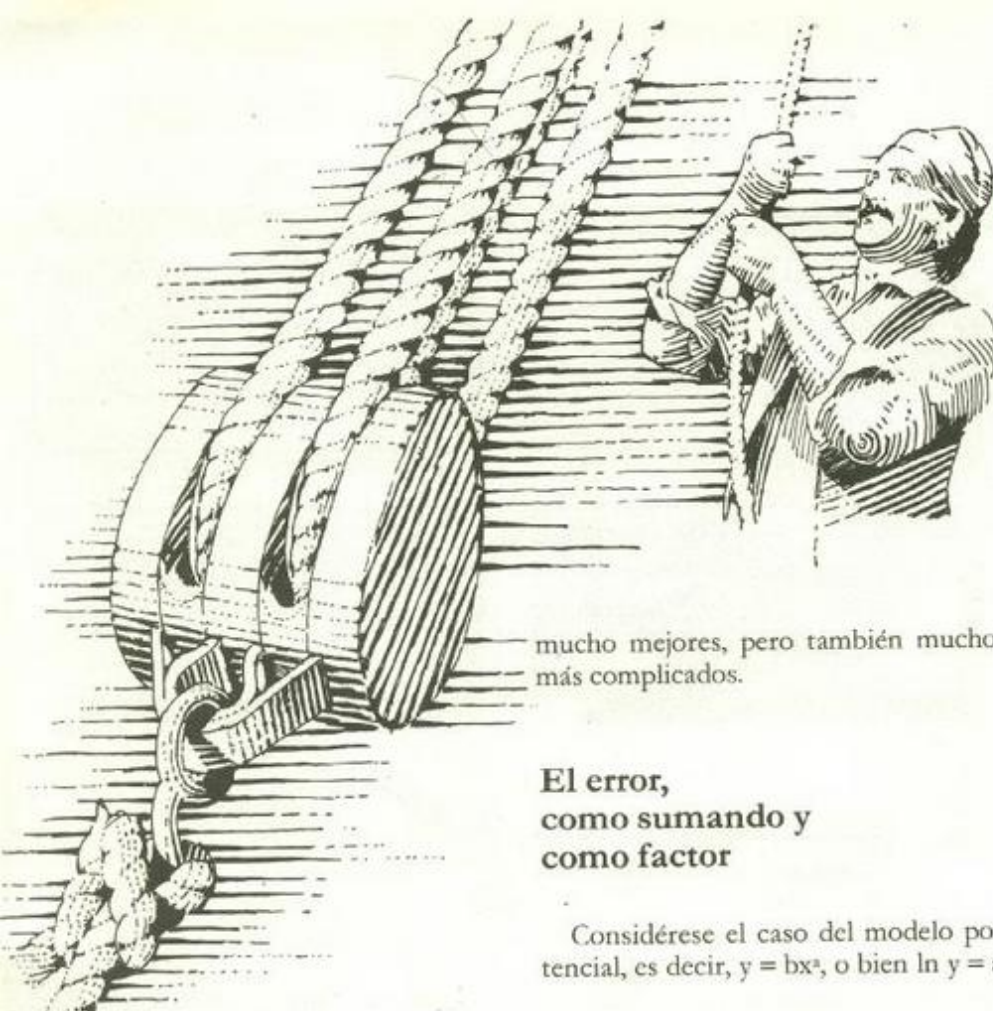 mucho mejores, pero también mucho
más complicados.
El error,
como sumando y
como factor
Considérese el caso del modelo po-
tencial, es decir, y = bxᵃ, o bien ln y =